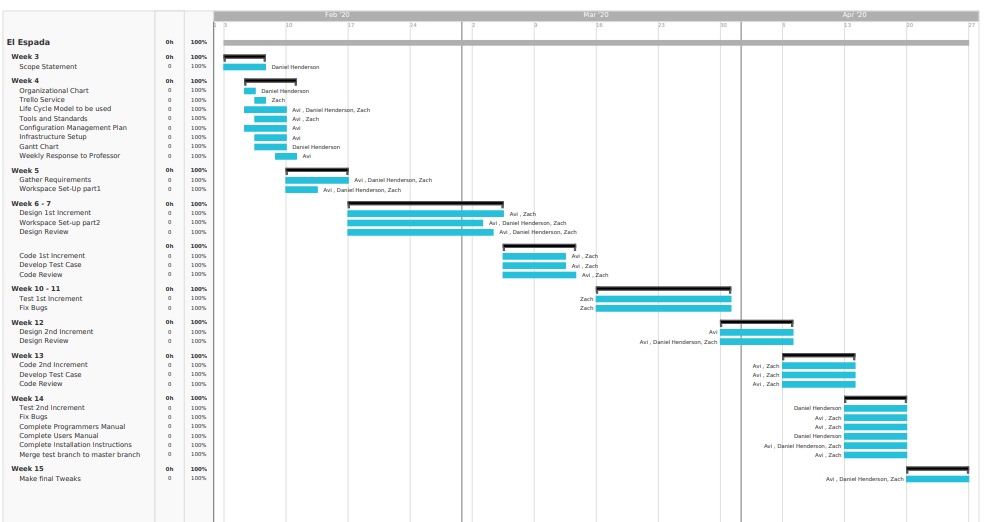 Feb '20 Mar '20 Apr '20
3 10 17 24 2 9 16 23 30 6 13 20 27
El Espada 0h 100%
Week 3 0h 100%
Scope Statement 0 100% Daniel Henderson
Week 4 0h 100%
Organizational Chart 0 100% Daniel Henderson
Trello Service 0 100% Zach
Life Cycle Model to be used 0 100% Avi , Daniel Henderson, Zach
Tools and Standards 0 100% Avi , Zach
Configuration Management Plan 0 100% Avi
Infrastructure Setup 0 100% Avi
Gantt Chart 0 100% Daniel Henderson
Weekly Response to Professor 0 100% Avi
Week 5 0h 100%
Gather Requirements 0 100% Avi , Daniel Henderson, Zach
Workspace Set-Up part1 0 100% Avi , Daniel Henderson, Zach
Week 6 - 7 0h 100%
Design 1st Increment 0 100% Avi , Zach
Workspace Set-up part2 0 100% Avi , Daniel Henderson, Zach
Design Review 0 100% Avi , Daniel Henderson, Zach
0h 100%
Code 1st Increment 0 100% Avi , Zach
Develop Test Case 0 100% Avi , Zach
Code Review 0 100% Avi , Zach
Week 10 - 11 0h 100%
Test 1st Increment 0 100% Zach
Fix Bugs 0 100% Zach
Week 12 0h 100%
Design 2nd Increment 0 100% Avi
Design Review 0 100% Avi , Daniel Henderson, Zach
Week 13 0h 100%
Code 2nd Increment 0 100% Avi , Zach
Develop Test Case 0 100% Avi , Zach
Code Review 0 100% Avi , Zach
Week 14 0h 100%
Test 2nd Increment 0 100% Daniel Henderson
Fix Bugs 0 100% Avi , Zach
Complete Programmers Manual 0 100% Avi , Zach
Complete Users Manual 0 100% Daniel Henderson
Complete Installation Instructions 0 100% Avi , Daniel Henderson, Zach
Merge test branch to master branch 0 100% Avi , Zach
Week 15 0h 100%
Make final Tweaks 0 100% Avi , Daniel Henderson, Zach